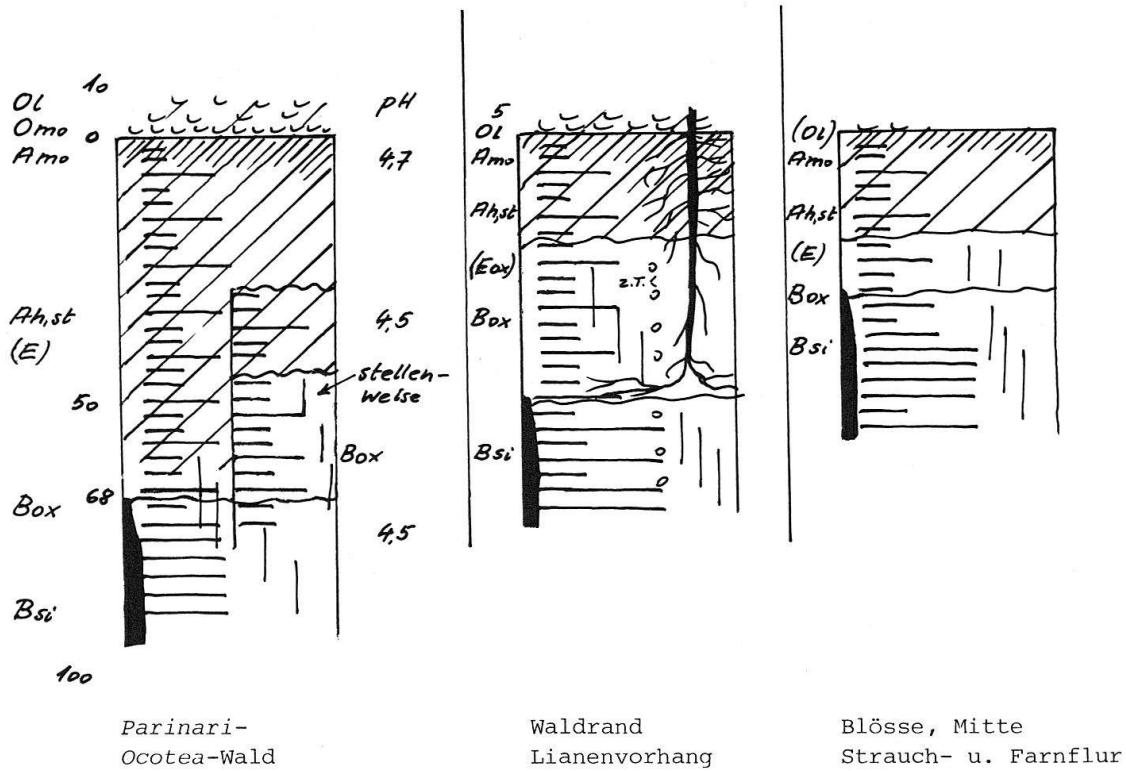 10
Ol
Omo
0
Amo
Ah,st
(E)
50
Box
68
Bsi
100
pH
4,7
4,5
stellen-
weise
Box
4,5
5
Ol
Amo
Ah,st
(Eox)
z.T.
Box
Bsi
(Ol)
Amo
Ah,st
(E)
Box
Bsi
Parinari-
Ocotea-Wald
Waldrand
Lianenvorhang
Blösse, Mitte
Strauch- u. Farnflur